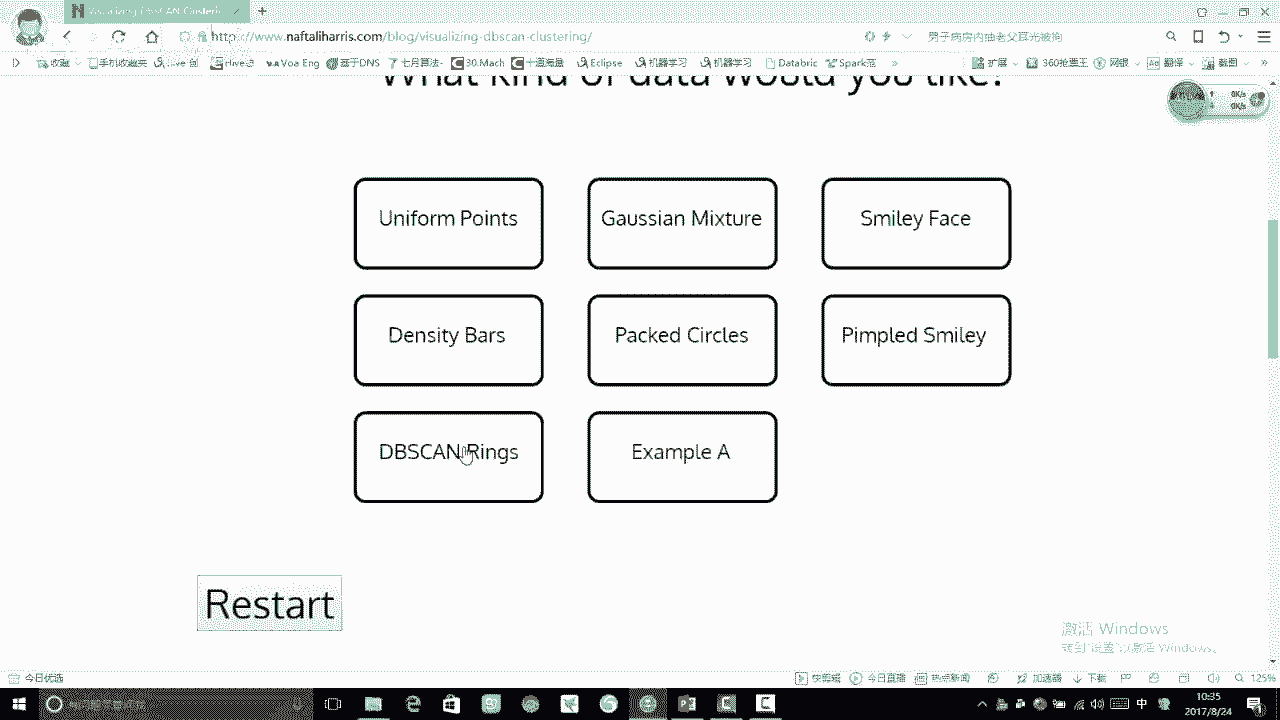 Visualizing DBSCAN Clusterin
http://www.naftaliharris.com/blog/visualizing-dbscan-clustering/
男子病房内抽老父耳光被拘
收藏 手机收藏夹 Voa Eng 基于DNS 七月算法- 30.Mach 十道海量 Eclipse 机器学习 机器学习 Databric Spark范 » 扩展 360抢票王 网银 翻译 截图 »
What kind of data would you like?
0K/s
0K/s
Uniform Points
Gaussian Mixture
Smiley Face
Density Bars
Packed Circles
Pimpled Smiley
DBSCAN Rings
Example A
Restart
激活 Windows
转到"设置"以激活 Windows。
今日优选
快剪辑 今日直播 热点新闻 加速器 下载 125%
中
10:35
2017/8/24